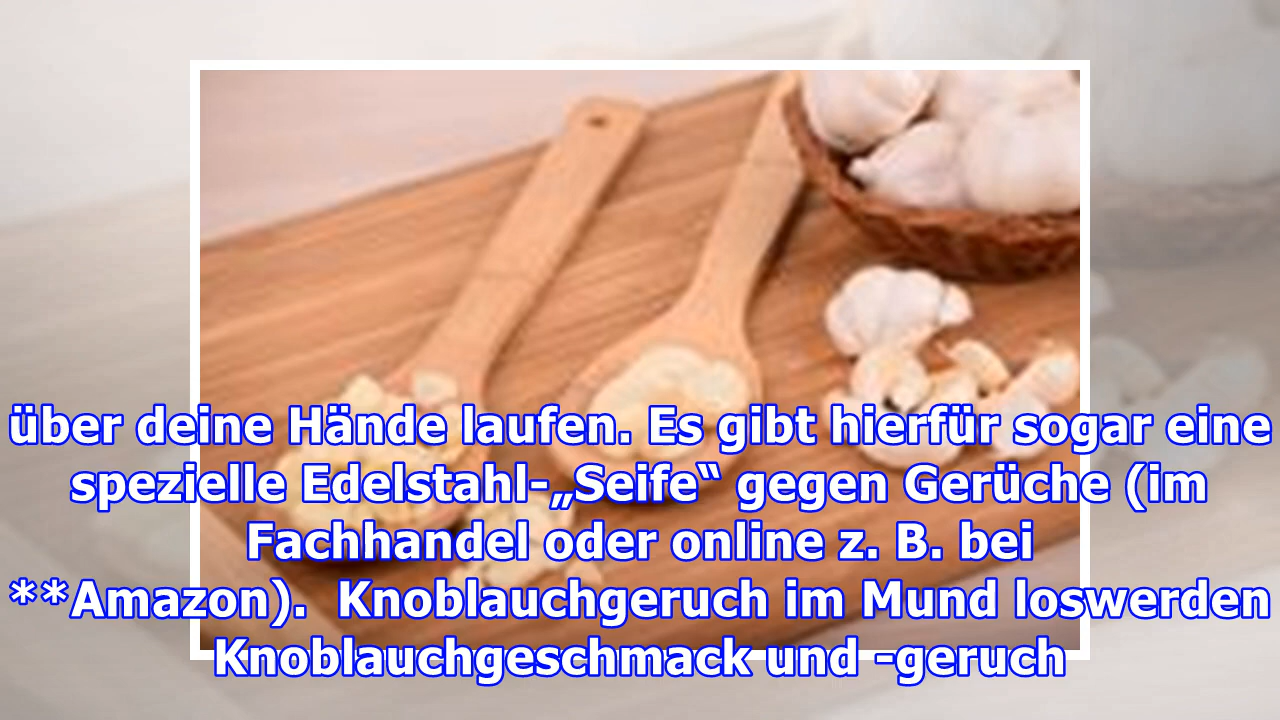 über deine Hände laufen. Es gibt hierfür sogar eine
spezielle Edelstahl-„Seife“ gegen Gerüche (im
Fachhandel oder online z. B. bei
**Amazon).  Knoblauchgeruch im Mund loswerden
Knoblauchgeschmack und -geruch